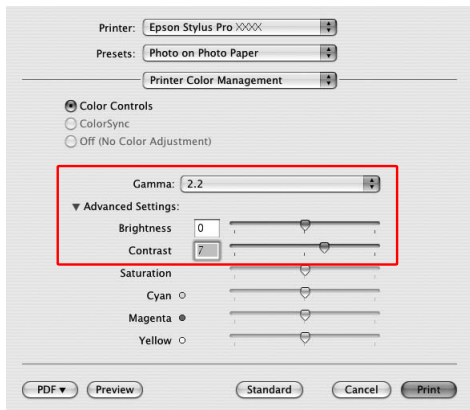 Printer: Epson Stylus Pro XXXX
Presets: Photo on Photo Paper
Printer Color Management
Color Controls
ColorSync
Off (No Color Adjustment)
Gamma: 2.2
Advanced Settings:
Brightness 0
Contrast 7
Saturation
Cyan
Magenta
Yellow
PDF Preview Standard Cancel Print